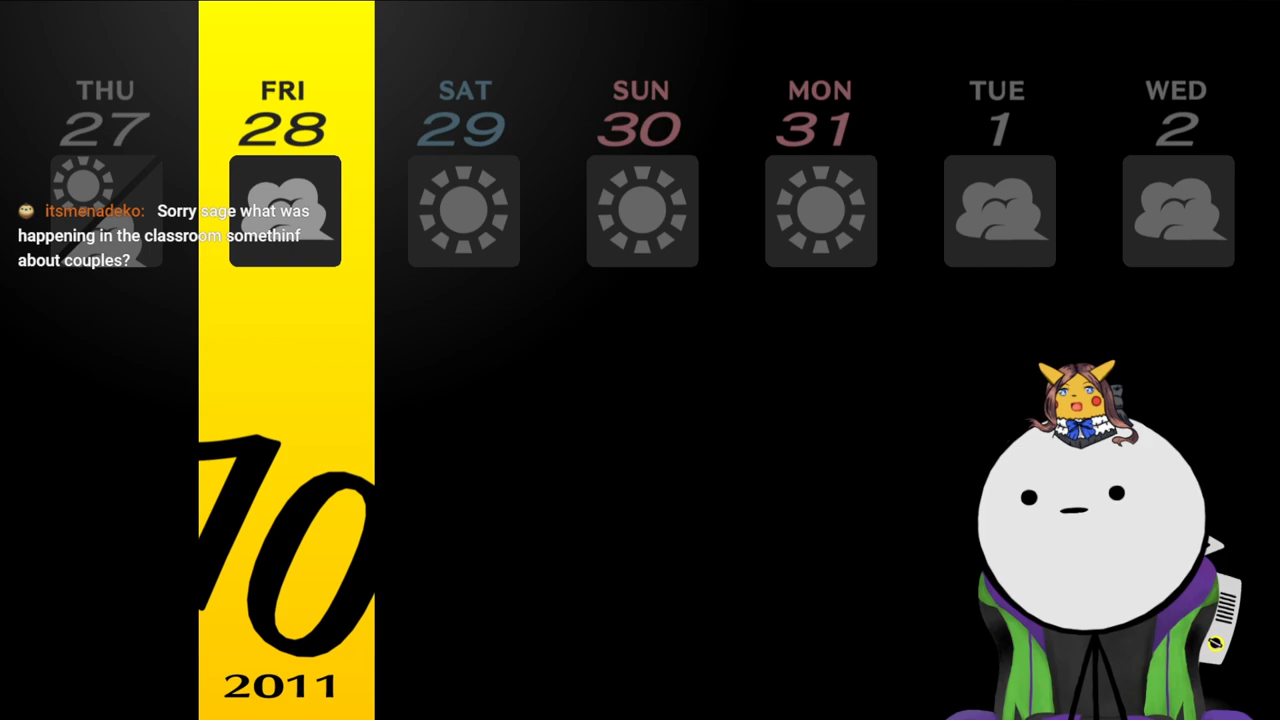 THU FRI SAT SUN MON TUE WED
27 28 29 30 31 1 2
itsmenadeko: Sorry sage what was
happening in the classroom somethinf
about couples?
10
2011